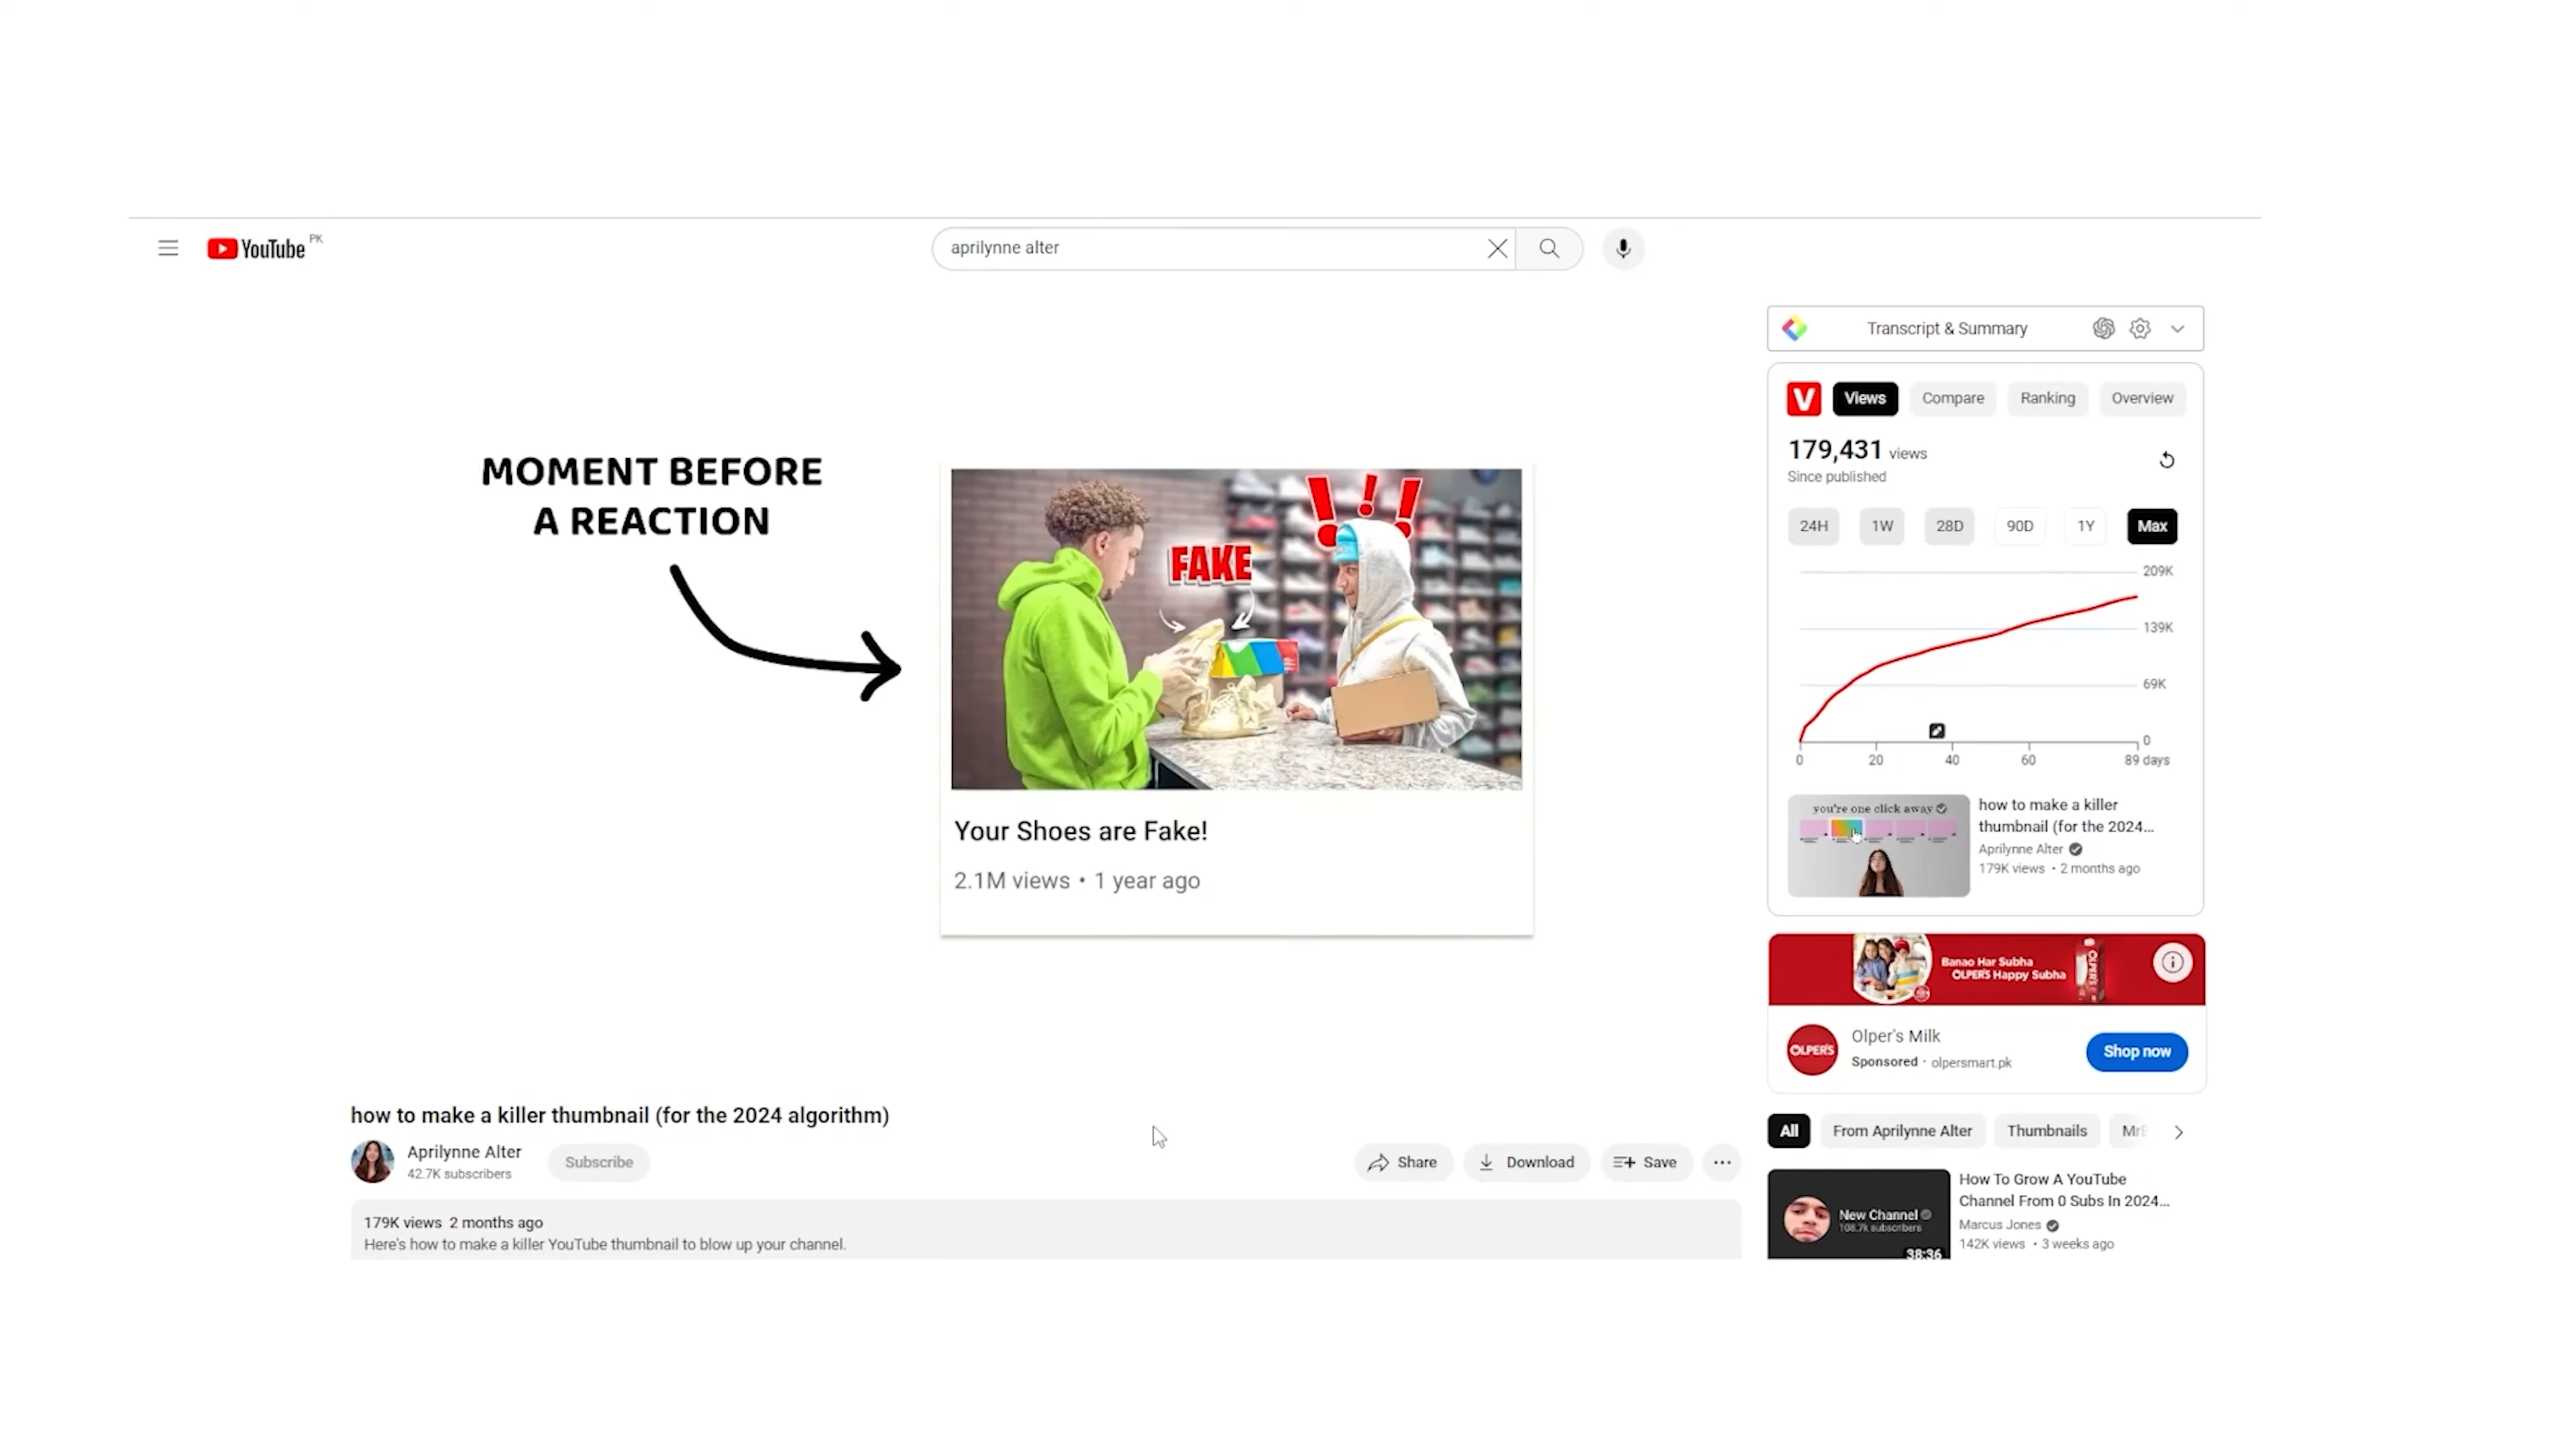 YouTube PK
aprilynne alter
Transcript & Summary
MOMENT BEFORE
A REACTION
FAKE
!!!
Your Shoes are Fake!
2.1M views • 1 year ago
V
Views
Compare
Ranking
Overview
179,431 views
Since published
24H
1W
28D
90D
1Y
Max
209K
139K
69K
0
0
20
40
60
89 days
you're one click away
how to make a killer
thumbnail (for the 2024...
Aprilynne Alter
179K views • 2 months ago
Banao Har Subha
OLPER'S Happy Subha
OLPER'S
OLPER'S
Olper's Milk
Sponsored · olpersmart.pk
Shop now
how to make a killer thumbnail (for the 2024 algorithm)
Aprilynne Alter
42.7K subscribers
Subscribe
Share
Download
Save
179K views 2 months ago
Here's how to make a killer YouTube thumbnail to blow up your channel.
All
From Aprilynne Alter
Thumbnails
New Channel
108.7k subscribers
38:36
How To Grow A YouTube
Channel From 0 Subs In 2024...
Marcus Jones
142K views • 3 weeks ago